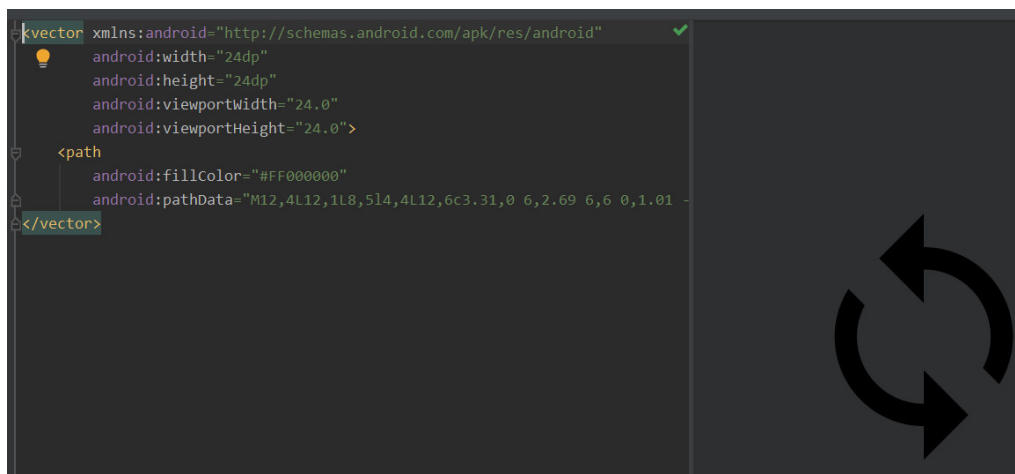 <vector xmlns:android="http://schemas.android.com/apk/res/android"
android:width="24dp"
android:height="24dp"
android:viewportWidth="24.0"
android:viewportHeight="24.0">
<path
android:fillColor="#FF000000"
android:pathData="M12,4L12,1L8,5l4,4L12,6c3.31,0 6,2.69 6,6 0,1.01 -
</vector>